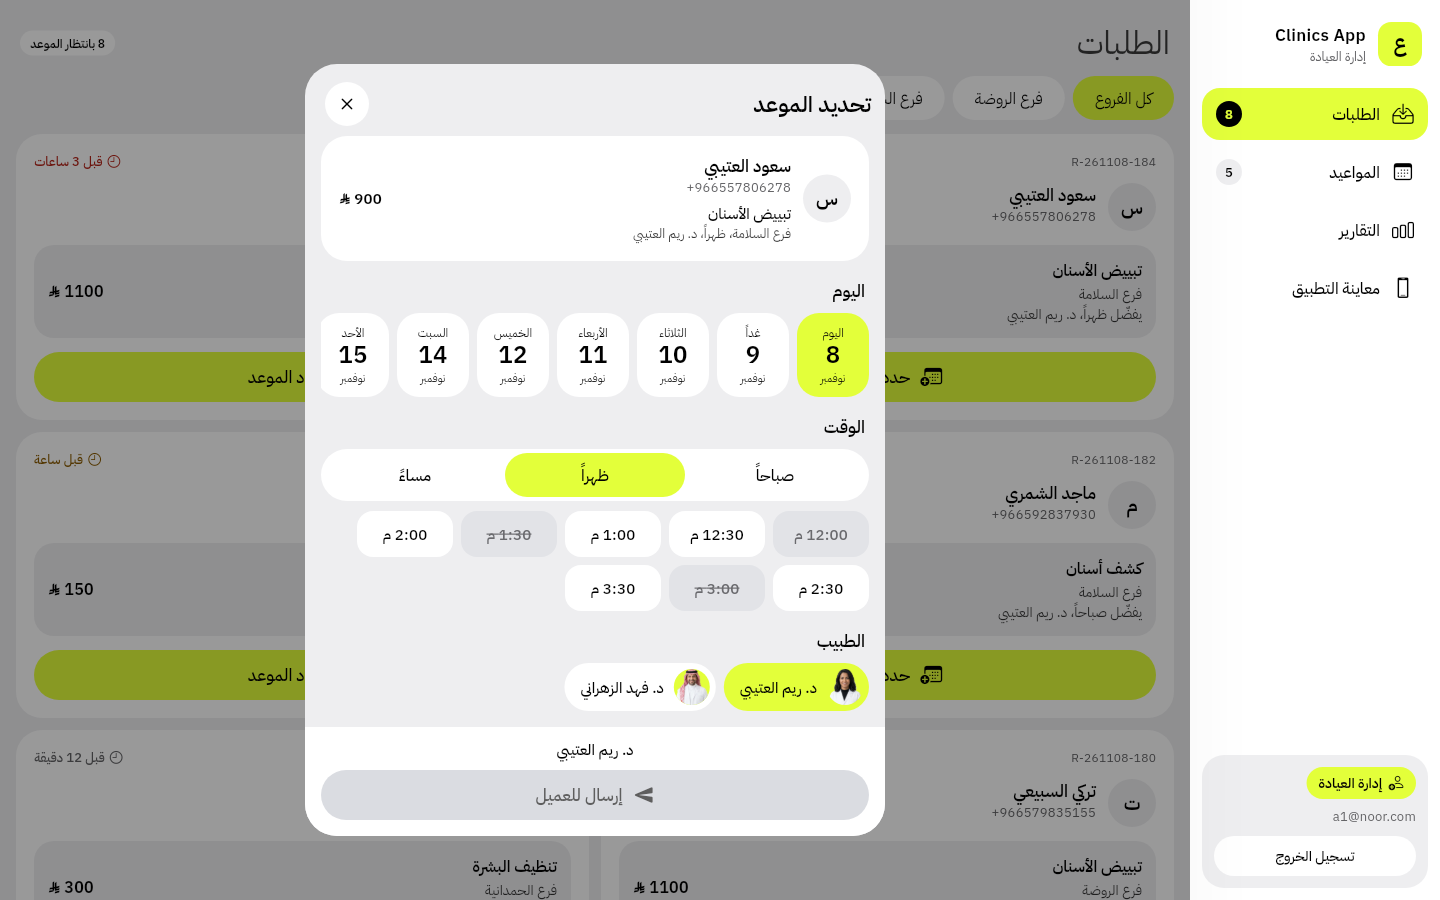 Clinics App
إدارة العيادة
ع
الطلبات
8
المواعيد
5
التقارير
معاينة التطبيق
إدارة العيادة
a1@noor.com
تسجيل الخروج
الطلبات
8 بانتظار الموعد
كل الفروع
فرع الروضة
فرع
R-261108-184
قبل 3 ساعات
س
سعود العتيبي
+966557806278
تبييض الأسنان
فرع السلامة
يفضّل ظهراً، د. ريم العتيبي
1100
حدد
الموعد
R-261108-182
قبل ساعة
م
ماجد الشمري
+966592837930
كشف أسنان
فرع السلامة
يفضّل صباحاً، د. ريم العتيبي
150
حدد
الموعد
R-261108-180
قبل 12 دقيقة
ت
تركي السبيعي
+966579835155
تبييض الأسنان
فرع الروضة
1100
تنظيف البشرة
فرع الحمدانية
300
تحديد الموعد
س
سعود العتيبي
+966557806278
تبييض الأسنان
فرع السلامة، ظهراً، د. ريم العتيبي
900
اليوم
اليوم 8 نوفمبر
غداً 9 نوفمبر
الثلاثاء 10 نوفمبر
الأربعاء 11 نوفمبر
الخميس 12 نوفمبر
السبت 14 نوفمبر
الأحد 15 نوفمبر
الوقت
صباحاً
ظهراً
مساءً
12:00 م
12:30 م
1:00 م
1:30 م
2:00 م
2:30 م
3:00 م
3:30 م
الطبيب
د. ريم العتيبي
د. فهد الزهراني
د. ريم العتيبي
إرسال للعميل